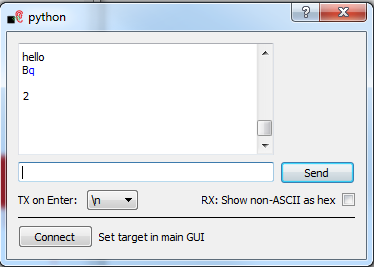 python
?
hello
Bq
2
Send
TX on Enter: \n RX: Show non-ASCII as hex
Connect Set target in main GUI